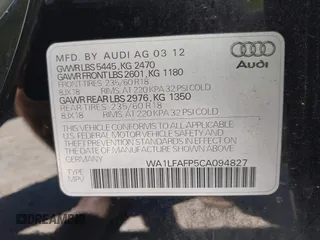 MFD. BY AUDI AG 03 12
GVWR LBS 5445, KG 2470
GAWR FRONT LBS 2601, KG 1180
FRONT TIRES: 235/60 R18
8JX18 RIMS, AT 220 KPA 32 PSI COLD
GAWR REAR LBS 2976, KG 1350
REAR TIRES: 235/60 R18
8JX18 RIMS, AT 220 KPA 32 PSI COLD
THIS VEHICLE CONFORMS TO ALL APPLICABLE
U.S. FEDERAL MOTOR VEHICLE SAFETY STANDARDS
IN EFFECT ON THE DATE OF MANUFACTURE SHOWN ABOVE.
GERMANY WA1LFAFP5CA094827
TYPE: MPV
Audi